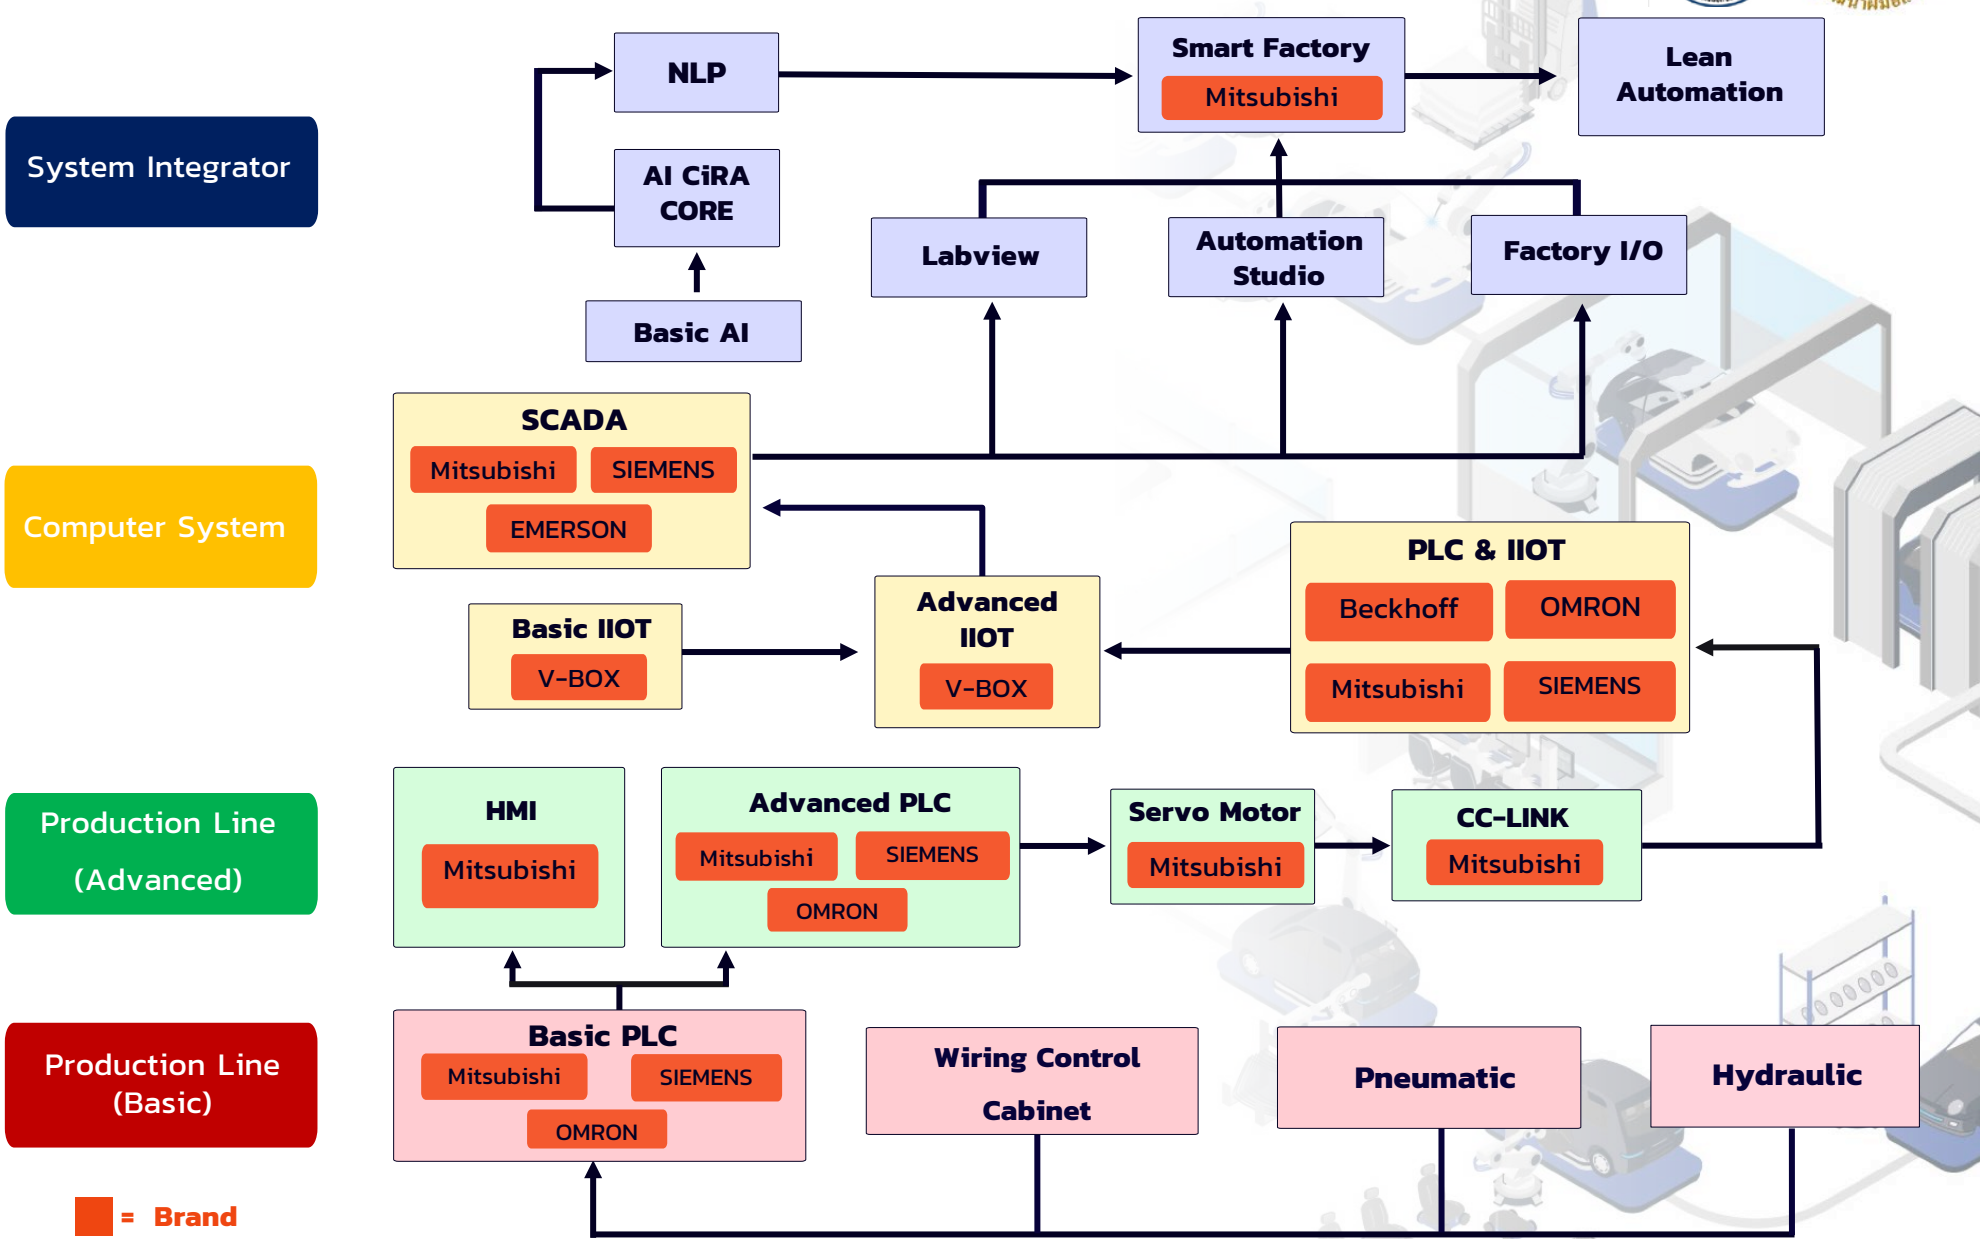 NLP
Smart Factory
Mitsubishi
Lean
Automation
System Integrator
AI CiRA
CORE
Labview
Automation
Studio
Factory I/O
Basic AI
SCADA
Mitsubishi
SIEMENS
EMERSON
Computer System
PLC & IIOT
Beckhoff
OMRON
Mitsubishi
SIEMENS
Basic IIOT
V-BOX
Advanced
IIOT
V-BOX
Production Line
(Advanced)
HMI
Mitsubishi
Advanced PLC
Mitsubishi
SIEMENS
OMRON
Servo Motor
Mitsubishi
CC-LINK
Mitsubishi
Production Line
(Basic)
Basic PLC
Mitsubishi
SIEMENS
OMRON
Wiring Control
Cabinet
Pneumatic
Hydraulic
= Brand